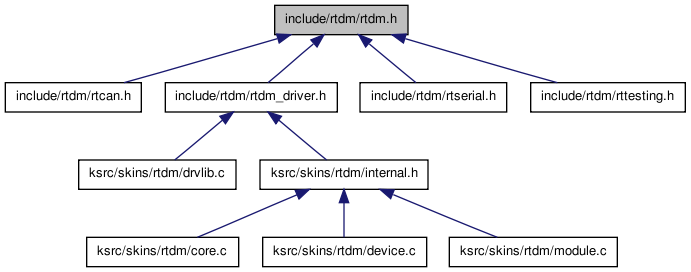 include/rtdm/rtdm.h
include/rtdm/rtcan.h
include/rtdm/rtdm_driver.h
include/rtdm/rtserial.h
include/rtdm/rttesting.h
ksrc/skins/rtdm/drvlib.c
ksrc/skins/rtdm/internal.h
ksrc/skins/rtdm/core.c
ksrc/skins/rtdm/device.c
ksrc/skins/rtdm/module.c